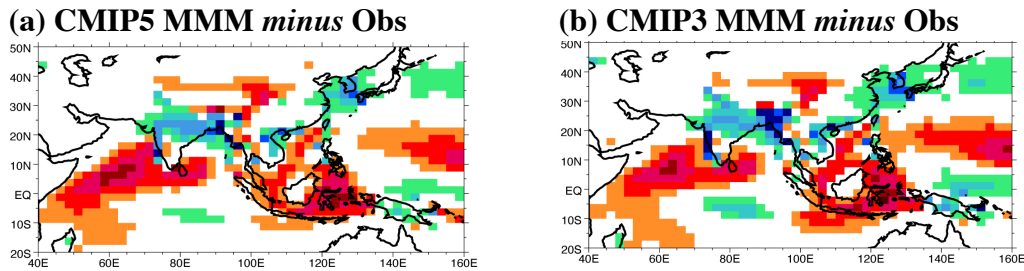 (a) CMIP5 MMM minus Obs
50N
40N
30N
20N
10N
EQ
10S
20S
40E 60E 80E 100E 120E 140E 160E
(b) CMIP3 MMM minus Obs
50N
40N
30N
20N
10N
EQ
10S
20S
40E 60E 80E 100E 120E 140E 160E